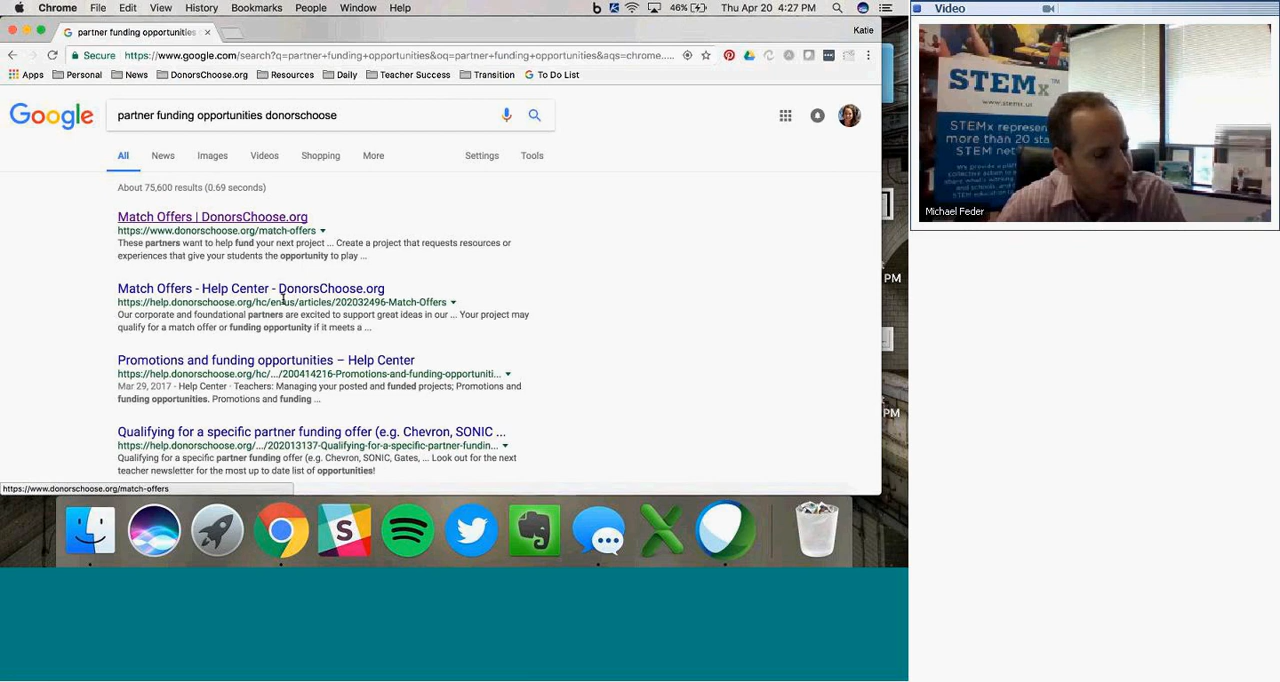 Chrome File Edit View History Bookmarks People Window Help
46% Thu Apr 20 4:27 PM
partner funding opportunities
Katie
Secure https://www.google.com/search?q=partner+funding+opportunities&oq=partner+funding+opportunities&aqs=chrome.....
Apps Personal News DonorsChoose.org Resources Daily Teacher Success Transition To Do List
Google
partner funding opportunities donorschoose
All News Images Videos Shopping More Settings Tools
About 75,600 results (0.69 seconds)
Match Offers | DonorsChoose.org
https://www.donorschoose.org/match-offers
These partners want to help fund your next project ... Create a project that requests resources or
experiences that give your students the opportunity to play ...
Match Offers - Help Center - DonorsChoose.org
https://help.donorschoose.org/hc/en-us/articles/202032496-Match-Offers
Our corporate and foundational partners are excited to support great ideas in our ... Your project may
qualify for a match offer or funding opportunity if it meets a ...
Promotions and funding opportunities – Help Center
https://help.donorschoose.org/hc/.../200414216-Promotions-and-funding-opportuniti...
Mar 29, 2017 - Help Center · Teachers: Managing your posted and funded projects; Promotions and
funding opportunities. Promotions and funding ...
Qualifying for a specific partner funding offer (e.g. Chevron, SONIC ...
https://help.donorschoose.org/.../202013137-Qualifying-for-a-specific-partner-fundin...
Qualifying for a specific partner funding offer (e.g. Chevron, SONIC, Gates, ... Look out for the next
teacher newsletter for the most up to date list of opportunities!
https://www.donorschoose.org/match-offers
PM
PM
Video
STEMx™
www.stemx.us
STEMx represen
more than 20 sta
STEM net
Michael Feder